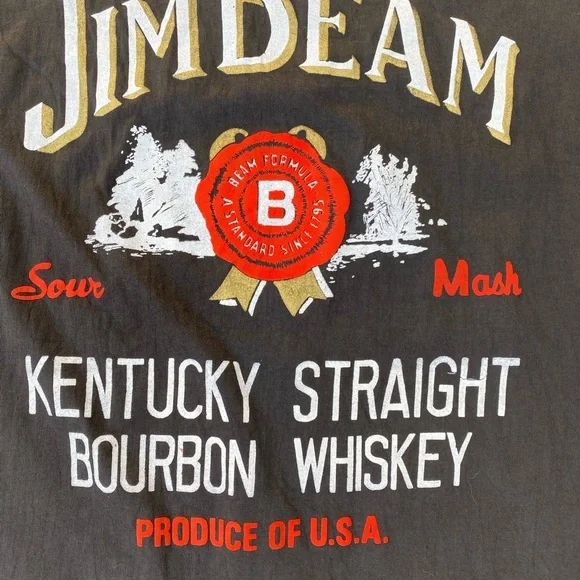 JIM BEAM
BEAM FORMULA
B
A STANDARD SINCE 1795
Sour Mash
KENTUCKY STRAIGHT
BOURBON WHISKEY
PRODUCE OF U.S.A.